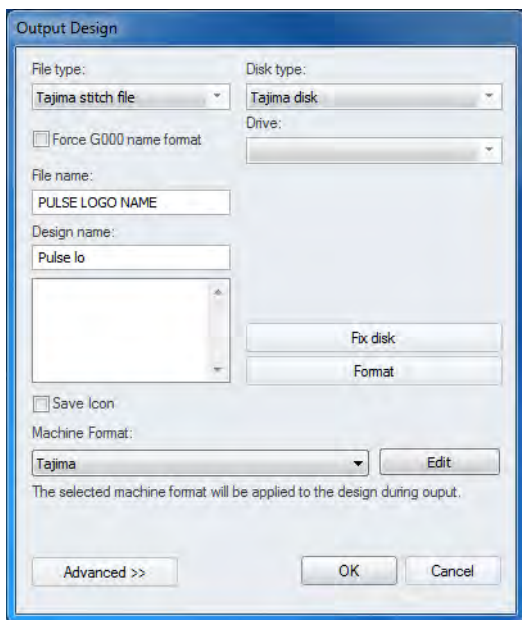 Output Design
File type:
Disk type:
Tajima stitch file
Tajima disk
Force G000 name format
Drive:
File name:
PULSE LOGO NAME
Design name:
Pulse lo
Fix disk
Format
Save Icon
Machine Format:
Tajima
Edit
The selected machine format will be applied to the design during ouput.
Advanced >>
OK
Cancel